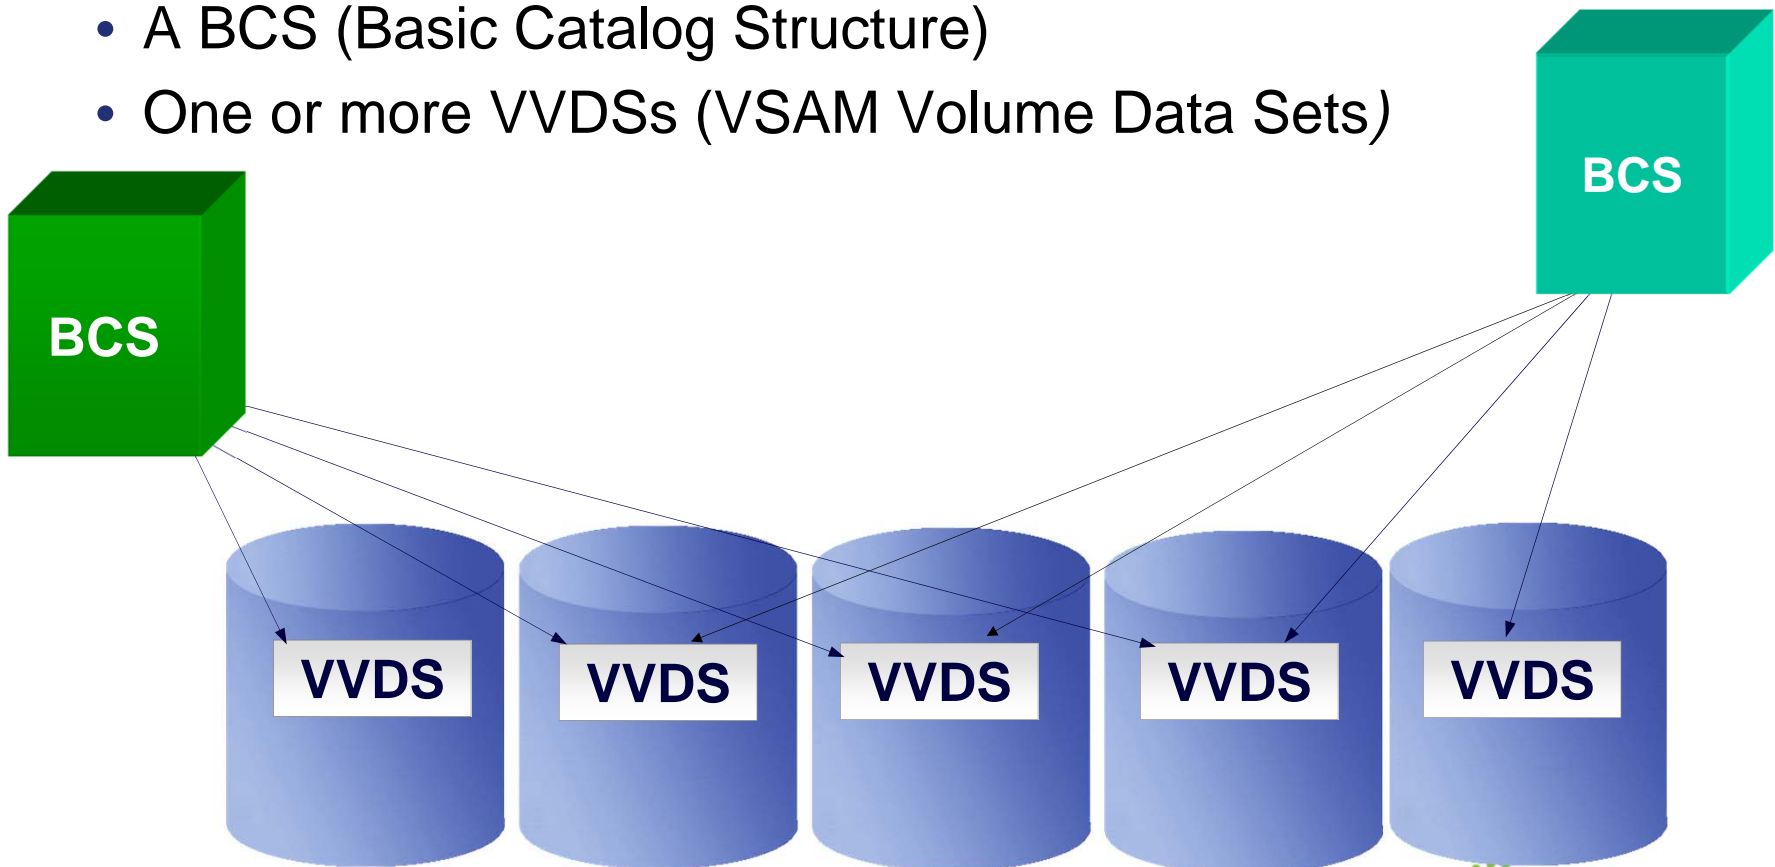 • A BCS (Basic Catalog Structure)
• One or more VVDSs (VSAM Volume Data Sets)
BCS
BCS
VVDS VVDS VVDS VVDS VVDS